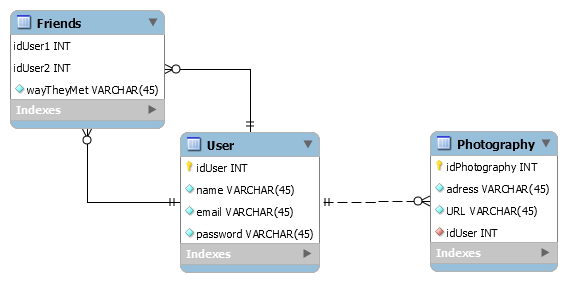 Friends
idUser1 INT
idUser2 INT
wayTheyMet VARCHAR(45)
Indexes
User
idUser INT
name VARCHAR(45)
email VARCHAR(45)
password VARCHAR(45)
Indexes
Photography
idPhotography INT
adress VARCHAR(45)
URL VARCHAR(45)
idUser INT
Indexes